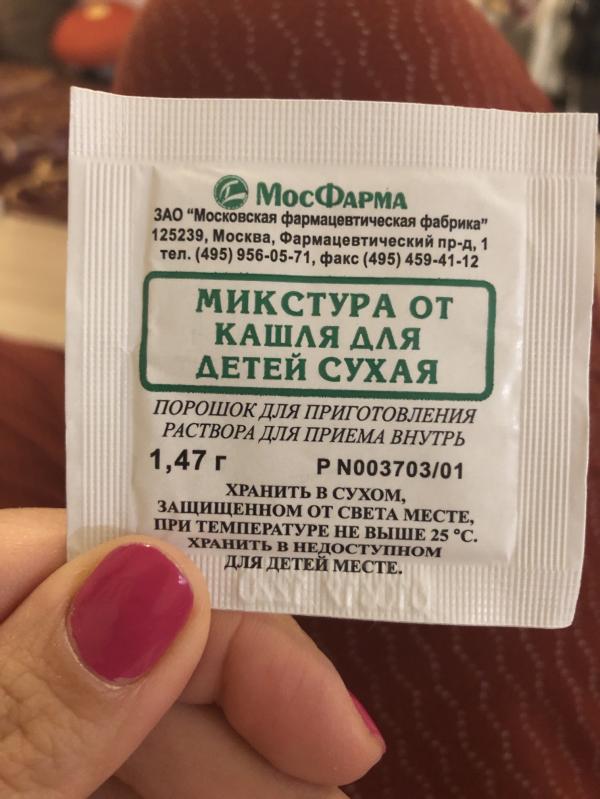 МосФарма
ЗАО "Московская фармацевтическая фабрика"
125239, Москва, Фармацевтический пр-д, 1
тел. (495) 956-05-71, факс (495) 459-41-12
МИКСТУРА ОТ
КАШЛЯ ДЛЯ
ДЕТЕЙ СУХАЯ
ПОРОШОК ДЛЯ ПРИГОТОВЛЕНИЯ
РАСТВОРА ДЛЯ ПРИЕМА ВНУТРЬ
1,47 г Р N003703/01
ХРАНИТЬ В СУХОМ,
ЗАЩИЩЕННОМ ОТ СВЕТА МЕСТЕ,
ПРИ ТЕМПЕРАТУРЕ НЕ ВЫШЕ 25 °С.
ХРАНИТЬ В НЕДОСТУПНОМ
ДЛЯ ДЕТЕЙ МЕСТЕ.